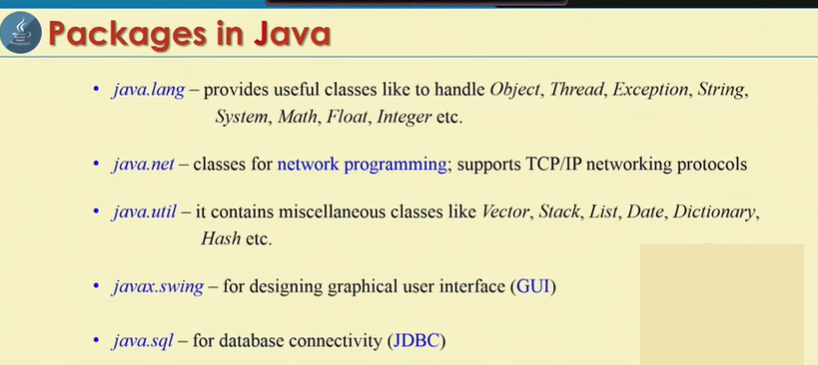 Packages in Java
• java.lang – provides useful classes like to handle Object, Thread, Exception, String,
System, Math, Float, Integer etc.
• java.net – classes for network programming; supports TCP/IP networking protocols
• java.util – it contains miscellaneous classes like Vector, Stack, List, Date, Dictionary,
Hash etc.
• javax.swing – for designing graphical user interface (GUI)
• java.sql – for database connectivity (JDBC)